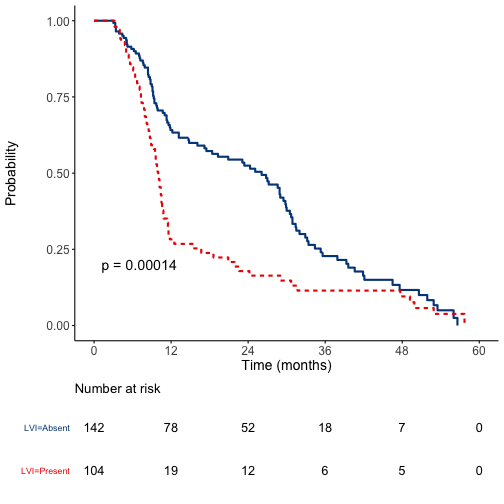 1.00
0.75
Probability
0.50
0.25
p = 0.00014
0.00
0 12 24 36 48 60
Time (months)
Number at risk
LVI=Absent 142 78 52 18 7 0
LVI=Present 104 19 12 6 5 0